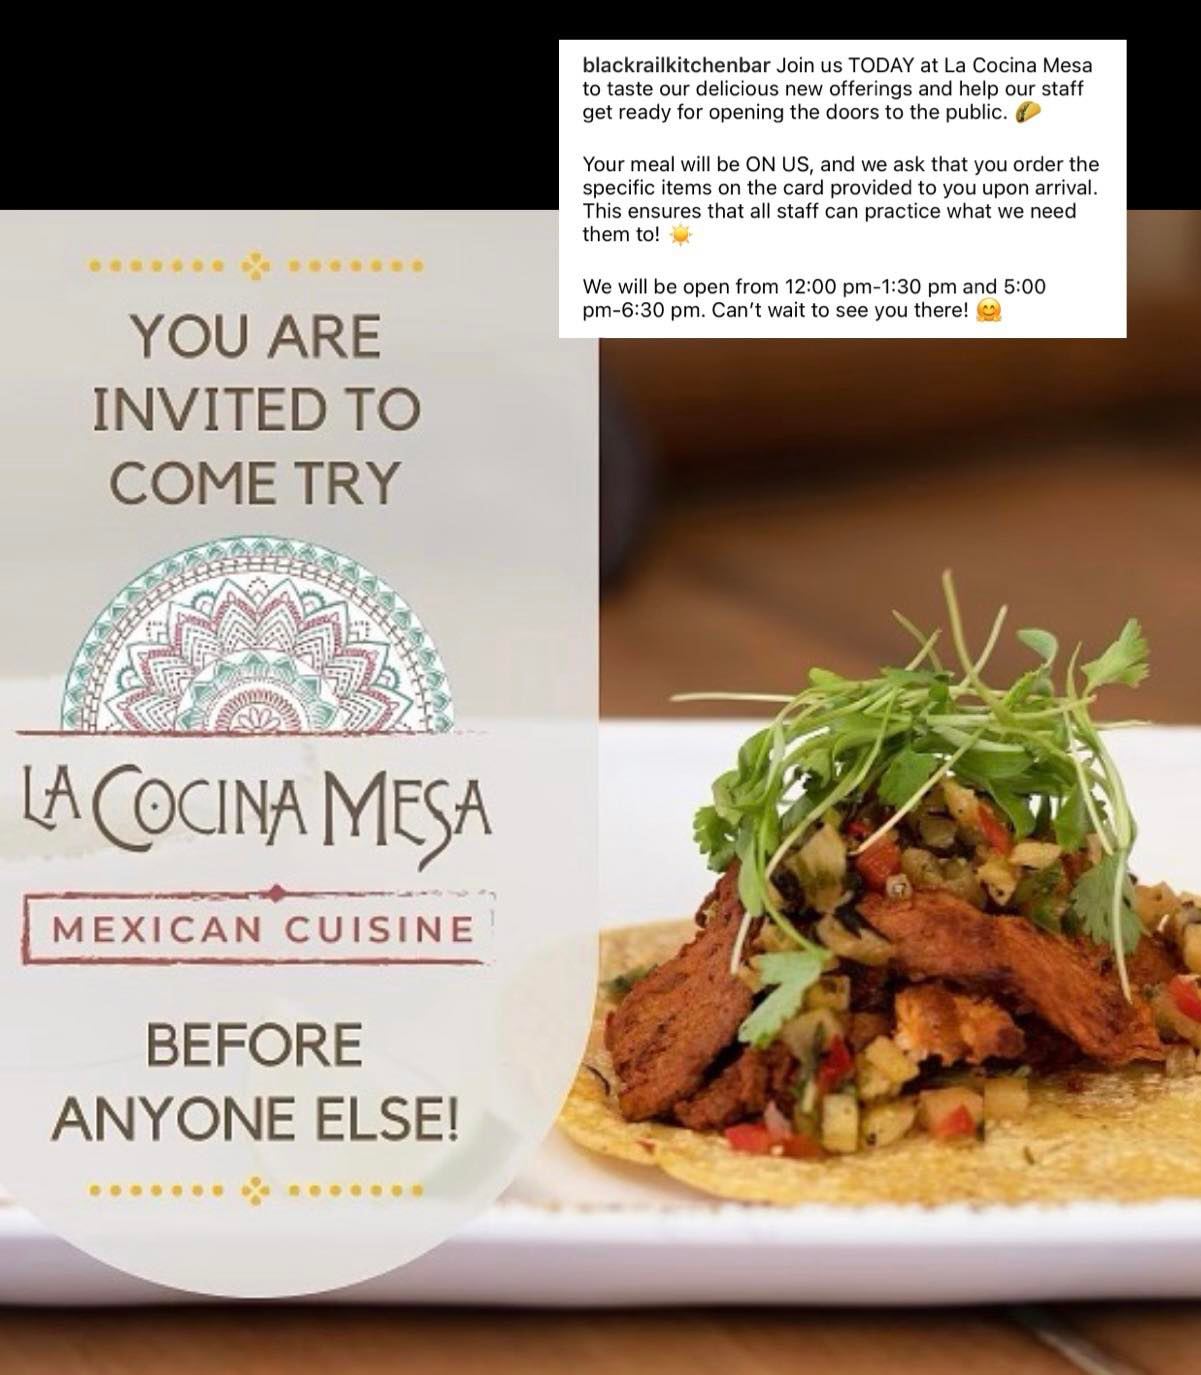 blackrailkitchenbar Join us TODAY at La Cocina Mesa
to taste our delicious new offerings and help our staff
get ready for opening the doors to the public. 🌮
Your meal will be ON US, and we ask that you order the
specific items on the card provided to you upon arrival.
This ensures that all staff can practice what we need
them to! ☀️
We will be open from 12:00 pm-1:30 pm and 5:00
pm-6:30 pm. Can’t wait to see you there! 🤗
YOU ARE
INVITED TO
COME TRY
LA COCINA MESA
MEXICAN CUISINE
BEFORE
ANYONE ELSE!